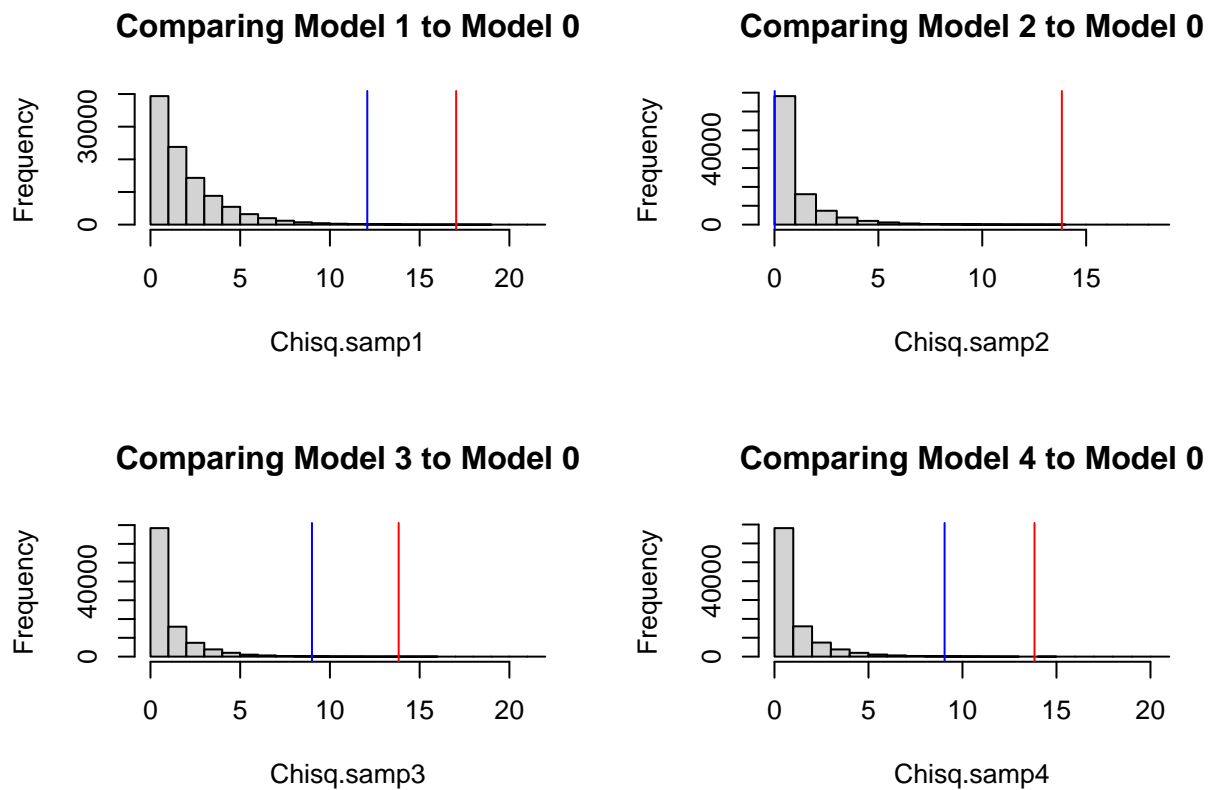 Comparing Model 1 to Model 0
Frequency
0 30000
0 5 10 15 20
Chisq.samp1
Comparing Model 2 to Model 0
Frequency
0 40000
0 5 10 15
Chisq.samp2
Comparing Model 3 to Model 0
Frequency
0 40000
0 5 10 15 20
Chisq.samp3
Comparing Model 4 to Model 0
Frequency
0 40000
0 5 10 15 20
Chisq.samp4